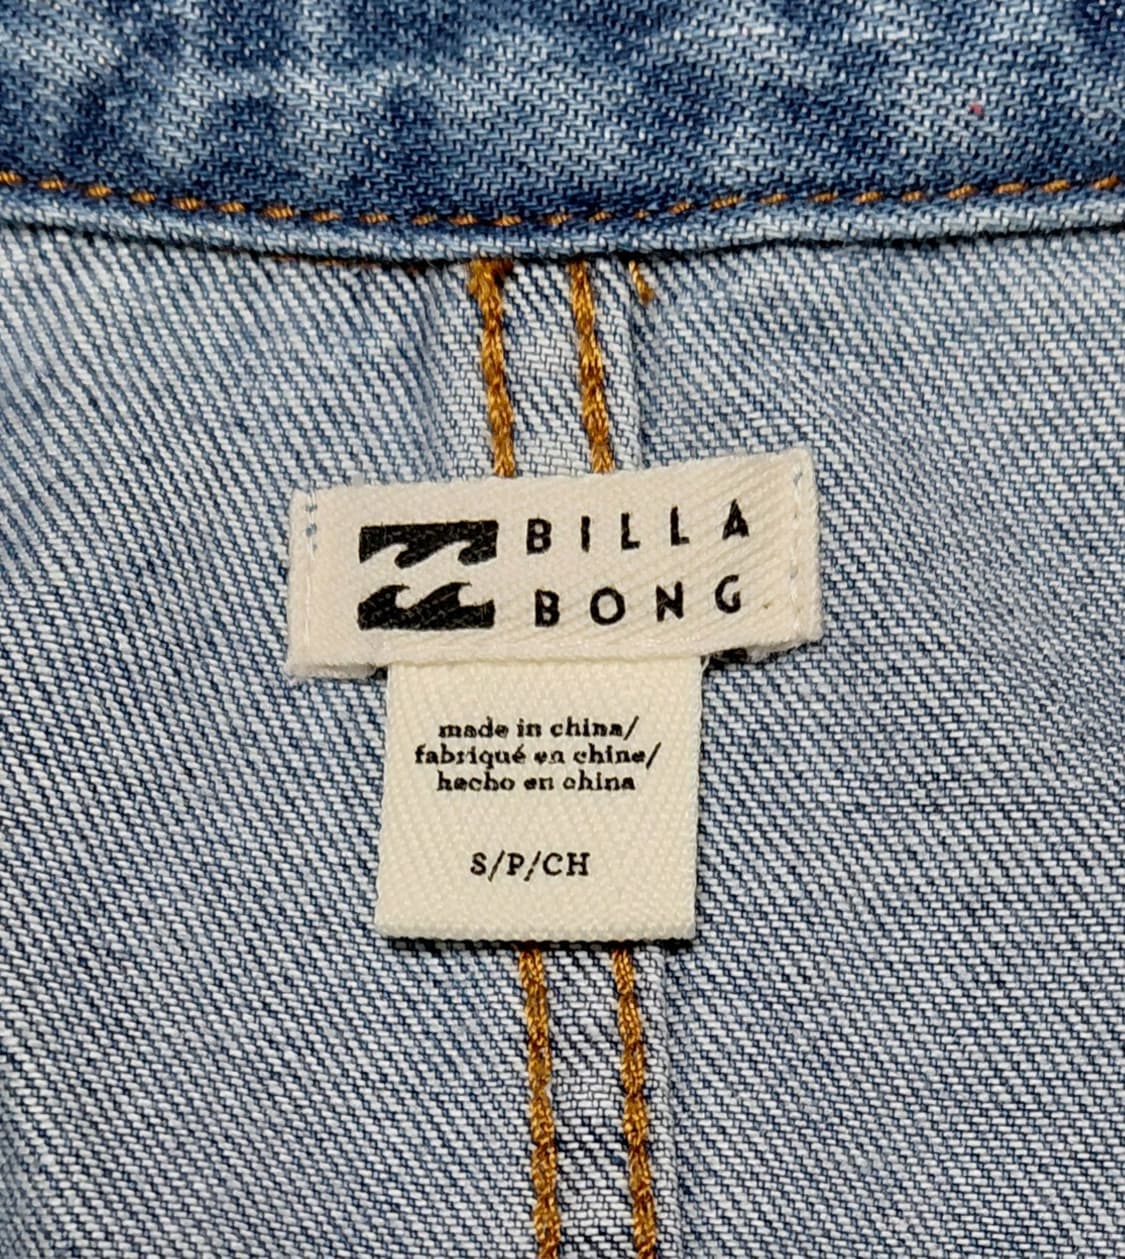 BILLA
BONG
made in china/
fabriqué en chine/
hecho en china
S/P/CH